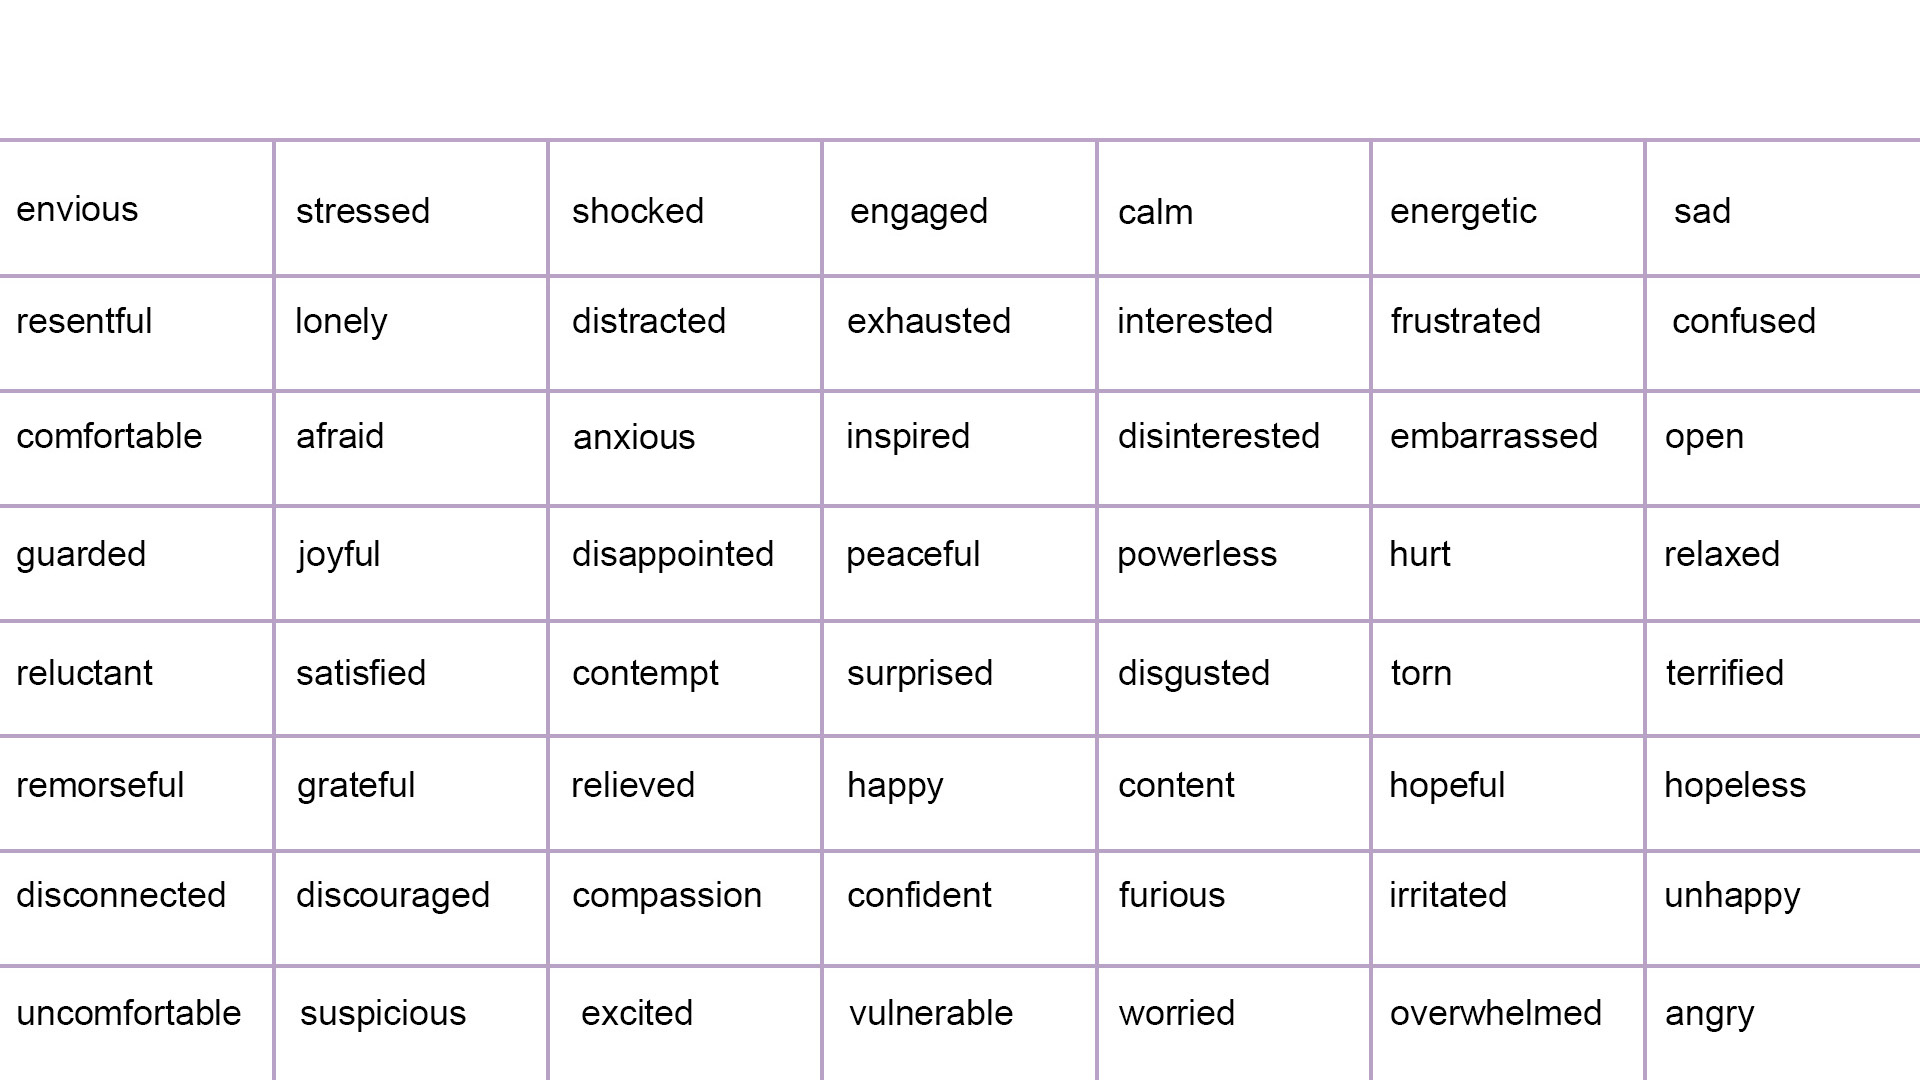 envious stressed shocked engaged calm energetic sad
resentful lonely distracted exhausted interested frustrated confused
comfortable afraid anxious inspired disinterested embarrassed open
guarded joyful disappointed peaceful powerless hurt relaxed
reluctant satisfied contempt surprised disgusted torn terrified
remorseful grateful relieved happy content hopeful hopeless
disconnected discouraged compassion confident furious irritated unhappy
uncomfortable suspicious excited vulnerable worried overwhelmed angry